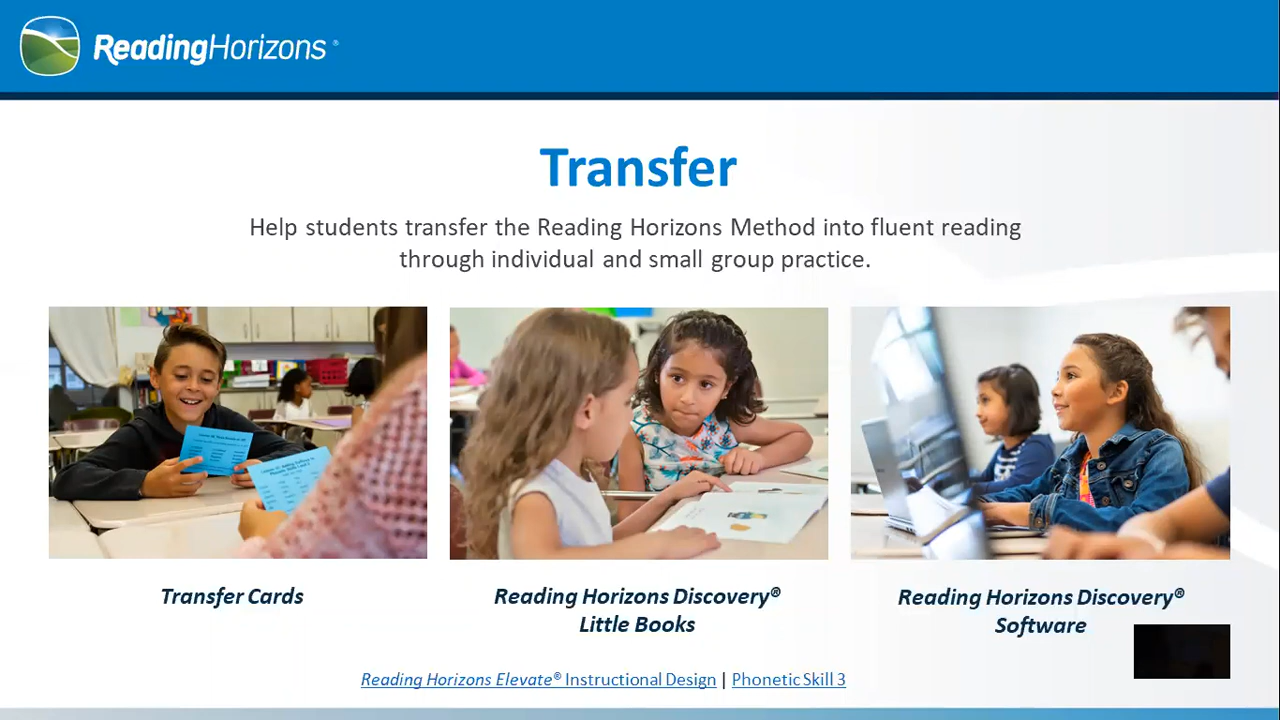 ReadingHorizons®
Transfer
Help students transfer the Reading Horizons Method into fluent reading
through individual and small group practice.
Transfer Cards
Reading Horizons Discovery®
Little Books
Reading Horizons Discovery®
Software
Reading Horizons Elevate® Instructional Design | Phonetic Skill 3